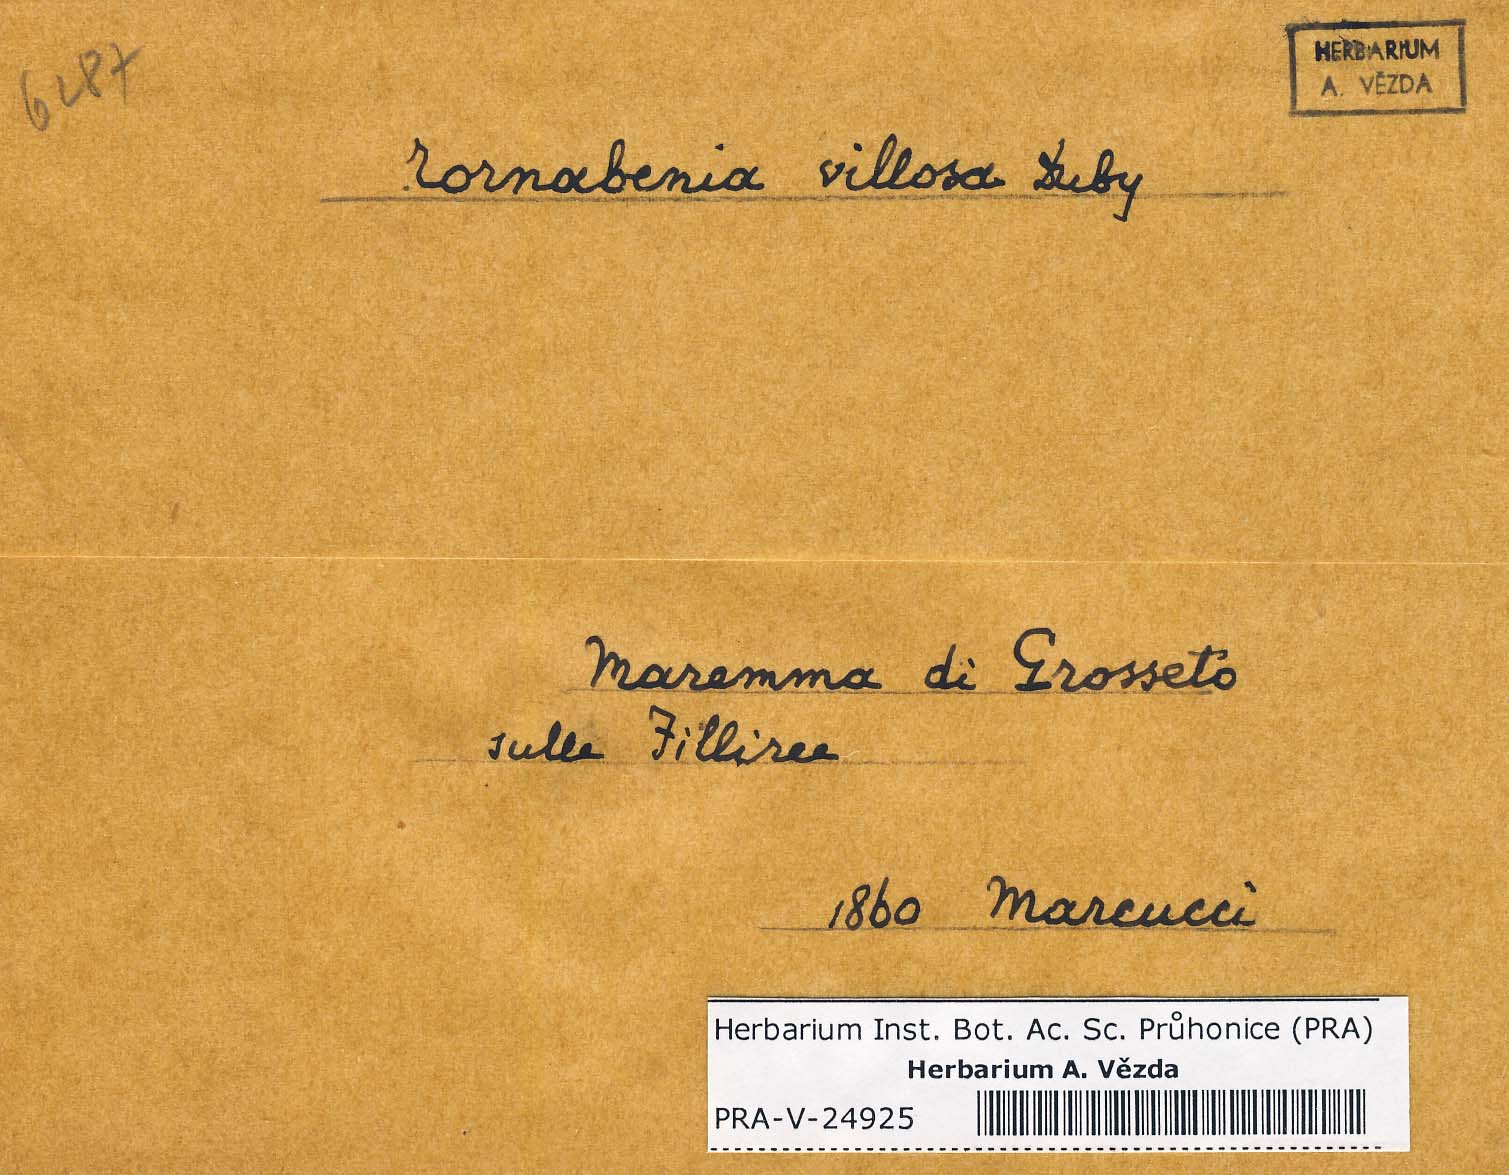 6287
HERBARIUM
A. VĚZDA
Tornabenia villosa Duby
Maremma di Grosseto
sulle Filliree
1860 Marcucci
Herbarium Inst. Bot. Ac. Sc. Průhonice (PRA)
Herbarium A. Vězda
PRA-V-24925